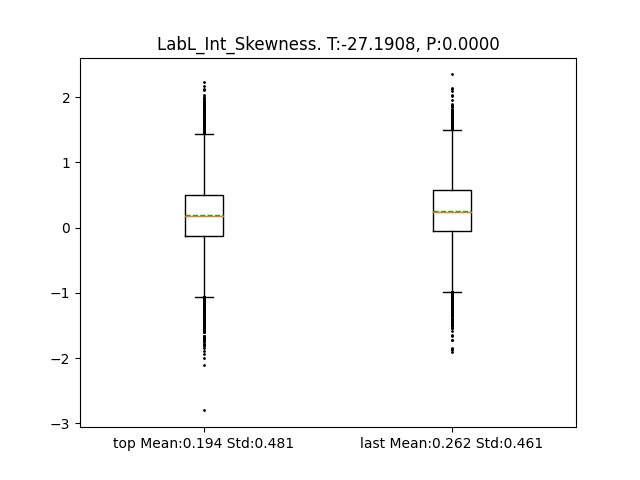 LabL_Int_Skewness. T:-27.1908, P:0.0000
2
1
0
−1
−2
−3
top Mean:0.194 Std:0.481
last Mean:0.262 Std:0.461